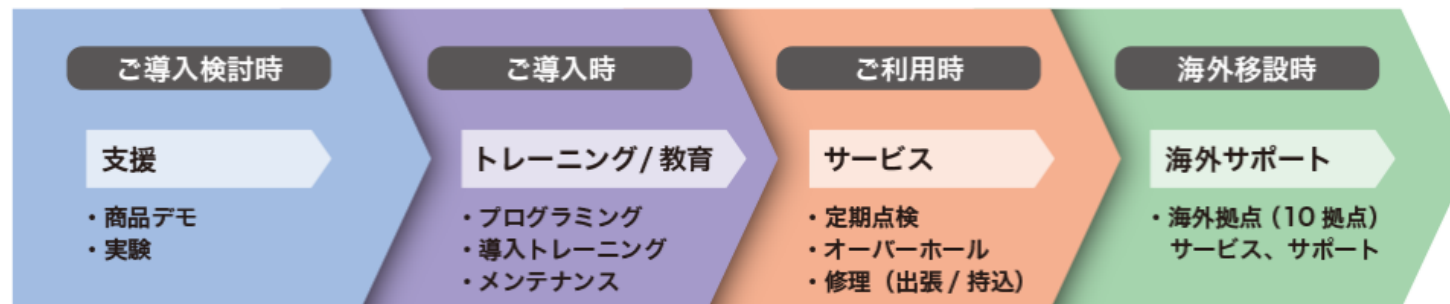 ご導入検討時
支援
・商品デモ
・実験
ご導入時
トレーニング/教育
・プログラミング
・導入トレーニング
・メンテナンス
ご利用時
サービス
・定期点検
・オーバーホール
・修理（出張/持込）
海外移設時
海外サポート
・海外拠点（10拠点）
サービス、サポート